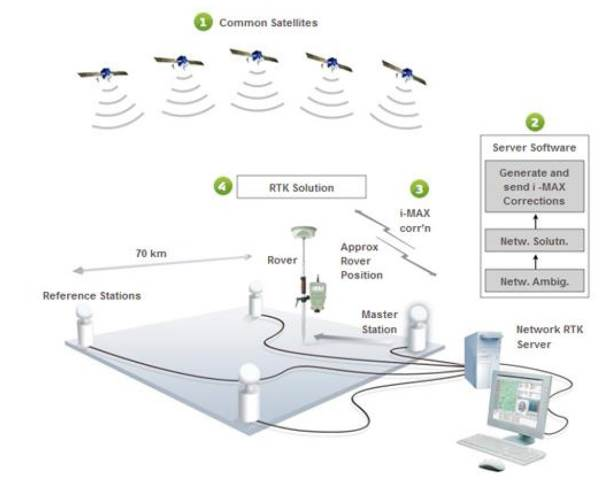 1 Common Satellites
2
Server Software
Generate and
send i -MAX
Corrections
Netw. Solutn.
Netw. Ambig.
4 RTK Solution
3
i-MAX
corr'n
70 km
Rover
Approx
Rover
Position
Reference Stations
Master
Station
Network RTK
Server